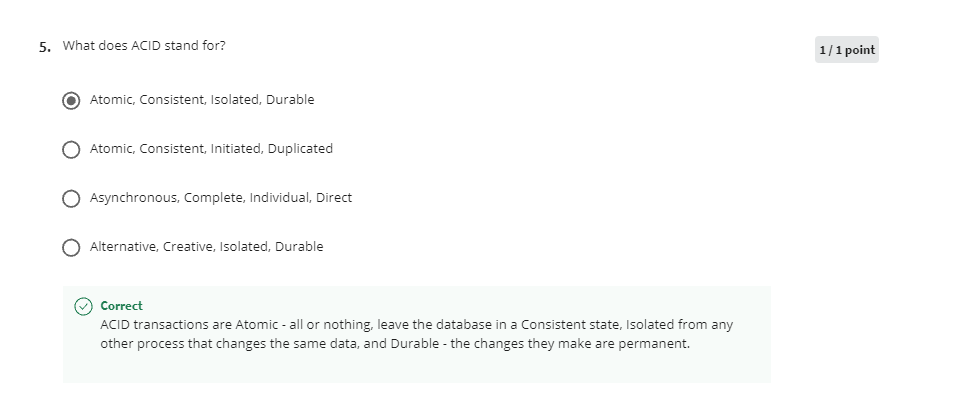 5. What does ACID stand for?
1 / 1 point
Atomic, Consistent, Isolated, Durable
Atomic, Consistent, Initiated, Duplicated
Asynchronous, Complete, Individual, Direct
Alternative, Creative, Isolated, Durable
Correct
ACID transactions are Atomic - all or nothing, leave the database in a Consistent state, Isolated from any
other process that changes the same data, and Durable - the changes they make are permanent.